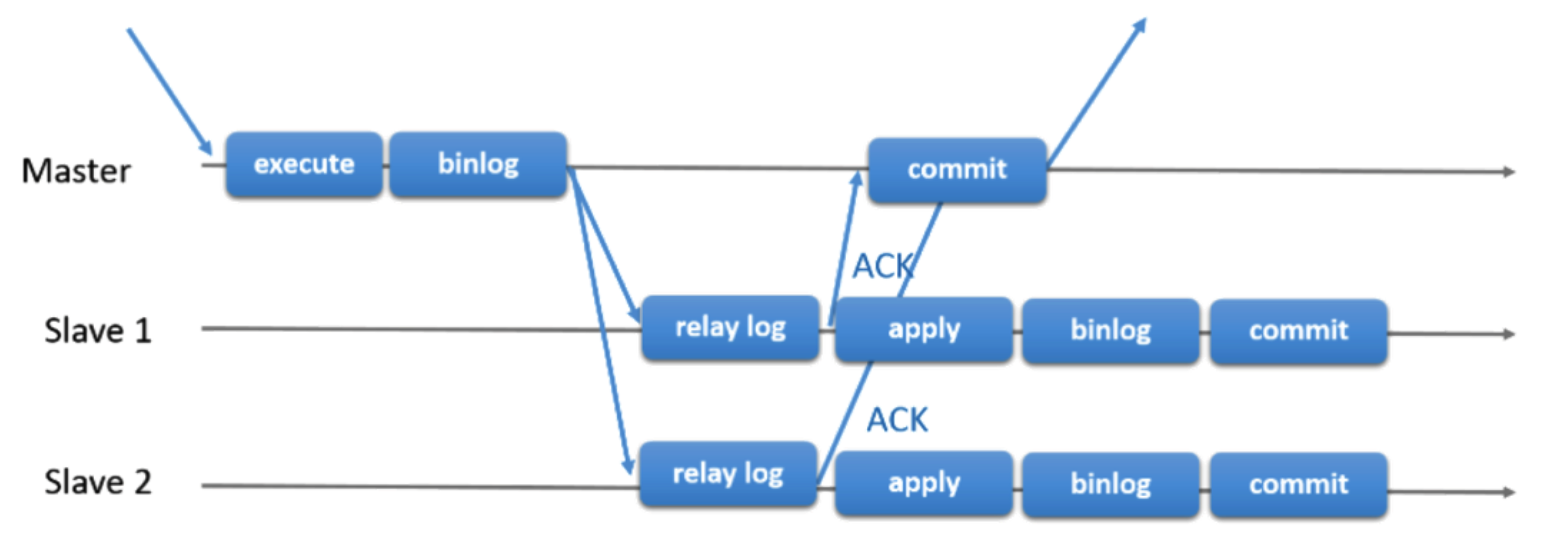 Master execute binlog commit
ACK
Slave 1 relay log apply binlog commit
ACK
Slave 2 relay log apply binlog commit